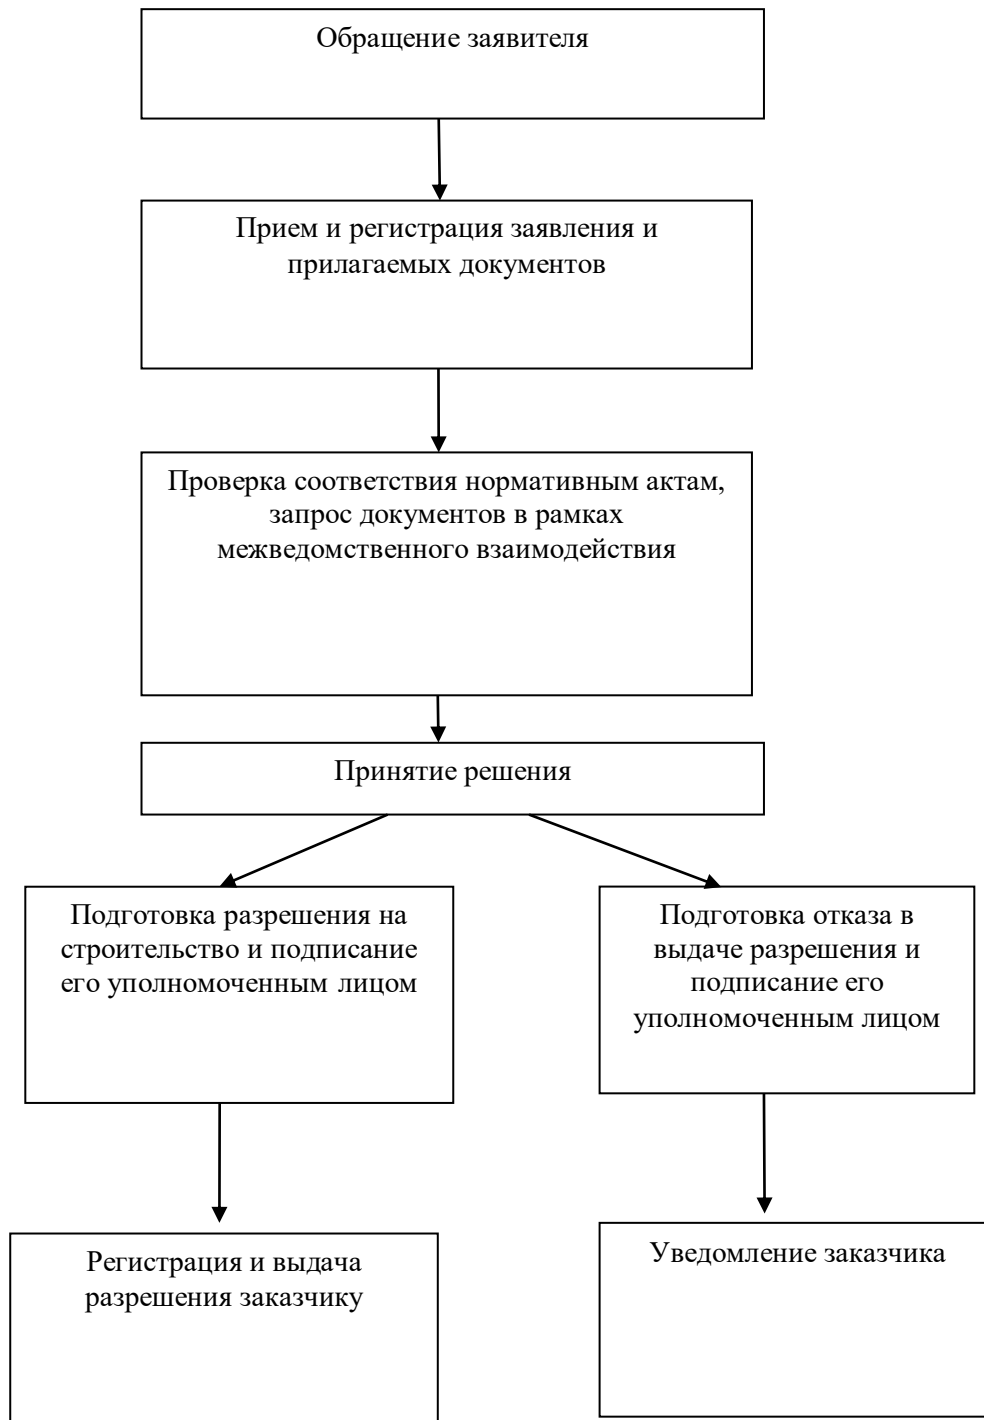 Обращение заявителя
Прием и регистрация заявления и
прилагаемых документов
Проверка соответствия нормативным актам,
запрос документов в рамках
межведомственного взаимодействия
Принятие решения
Подготовка разрешения на
строительство и подписание
его уполномоченным лицом
Подготовка отказа в
выдаче разрешения и
подписание его
уполномоченным лицом
Регистрация и выдача
разрешения заказчику
Уведомление заказчика